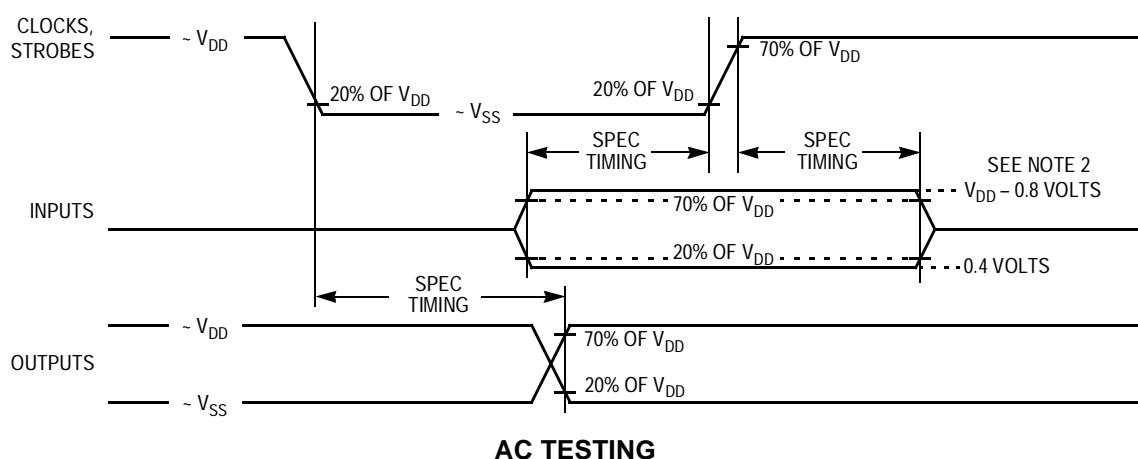 CLOCKS,
STROBES
~ VDD
70% OF VDD
20% OF VDD
20% OF VDD
~ VSS
SPEC
TIMING
SPEC
TIMING
SEE NOTE 2
VDD – 0.8 VOLTS
INPUTS
70% OF VDD
20% OF VDD
0.4 VOLTS
SPEC
TIMING
~ VDD
OUTPUTS
70% OF VDD
20% OF VDD
~ VSS
AC TESTING